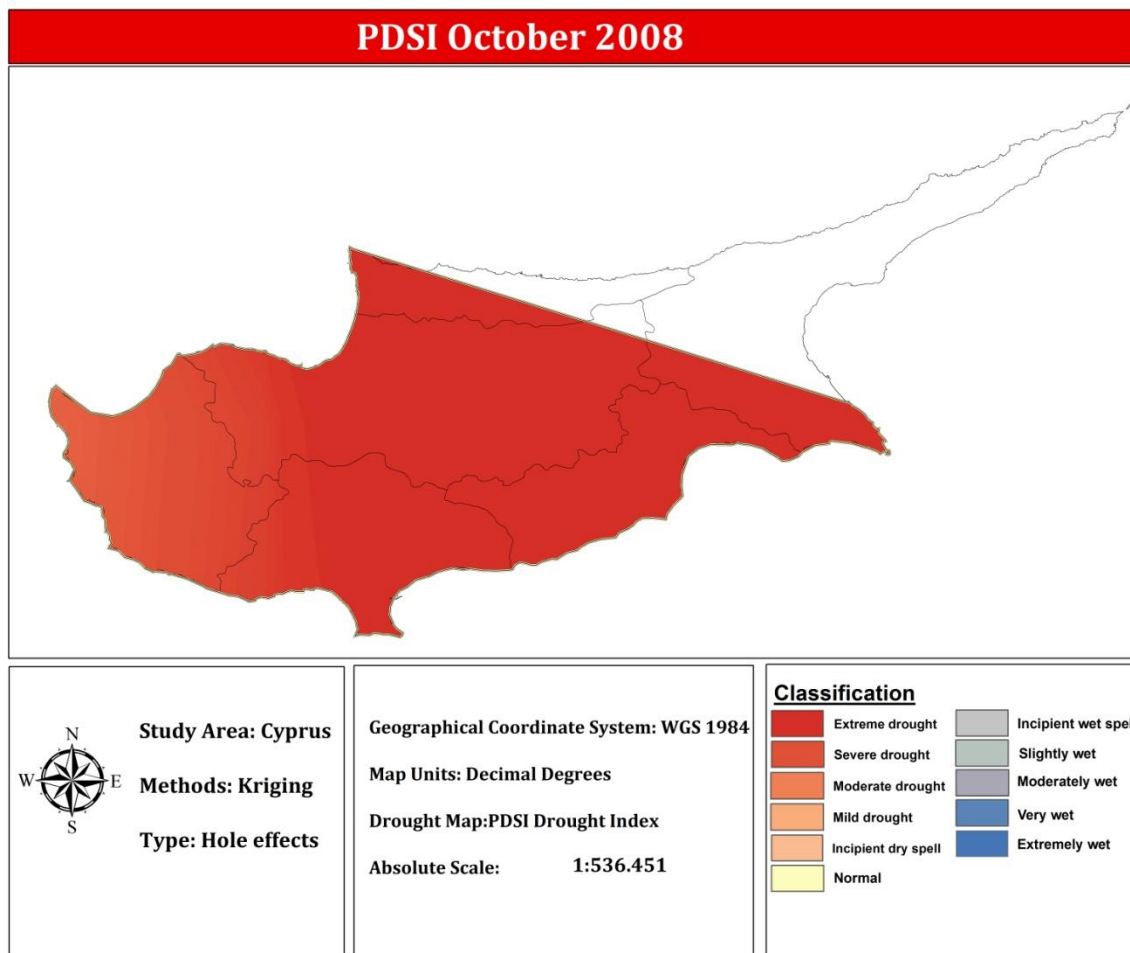 PDSI October 2008
N
W E
S
Study Area: Cyprus
Methods: Kriging
Type: Hole effects
Geographical Coordinate System: WGS 1984
Map Units: Decimal Degrees
Drought Map:PDSI Drought Index
Absolute Scale: 1:536.451
Classification
Extreme drought
Severe drought
Moderate drought
Mild drought
Incipient dry spell
Normal
Incipient wet spel
Slightly wet
Moderately wet
Very wet
Extremely wet